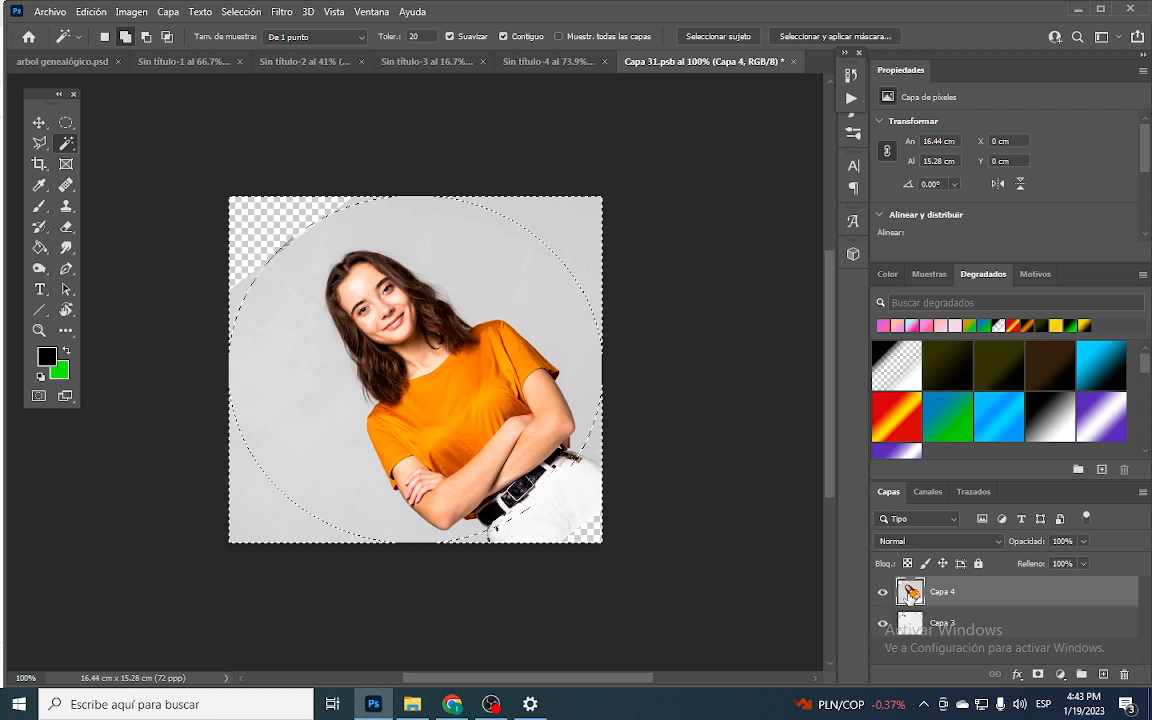 Ps Archivo Edición Imagen Capa Texto Selección Filtro 3D Vista Ventana Ayuda
Tam. de muestra: De 1 punto Toler.: 20 Suavizar Contiguo Muestr. todas las capas Seleccionar sujeto Seleccionar y aplicar máscara...
arbol genealógico.psd Sin título-1 al 66.7%... Sin título-2 al 41% (... Sin título-3 al 16.7%... Sin título-4 al 73.9%... Capa 31.psb al 100% (Capa 4, RGB/8) *
Propiedades
Capa de píxeles
Transformar
An 16.44 cm X 0 cm
Al 15.28 cm Y 0 cm
0.00°
Alinear y distribuir
Alinear:
Color Muestras Degradados Motivos
Buscar degradados
Capas Canales Trazados
Tipo
Normal Opacidad: 100%
Bloq.: Relleno: 100%
Capa 4
Capa 3
Activar Windows
Ve a Configuración para activar Windows.
fx
100% 16.44 cm x 15.28 cm (72 ppp)
Escribe aquí para buscar
Ps
PLN/COP -0,37% ESP
4:43 PM
1/19/2023
3